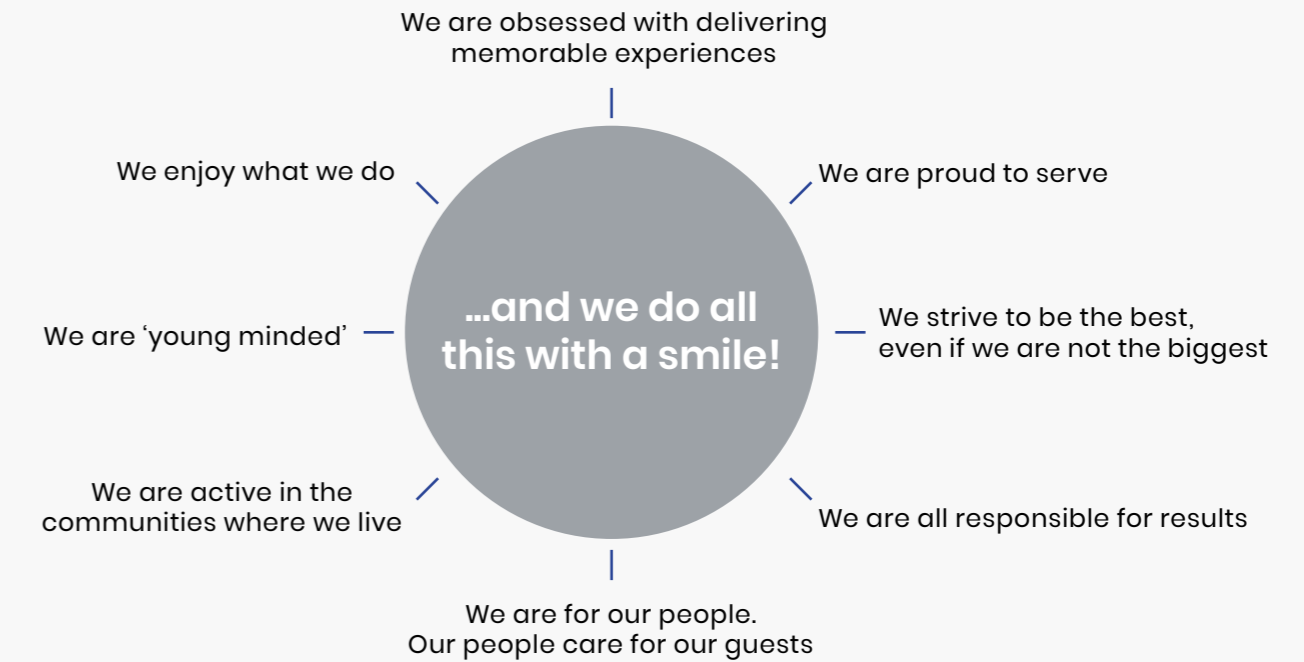 We are obsessed with delivering
memorable experiences
We enjoy what we do
We are proud to serve
...and we do all
this with a smile!
We are ‘young minded’
We strive to be the best,
even if we are not the biggest
We are active in the
communities where we live
We are all responsible for results
We are for our people.
Our people care for our guests